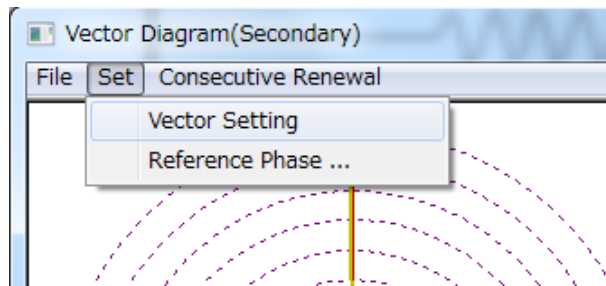 Vector Diagram(Secondary)
File Set Consecutive Renewal
Vector Setting
Reference Phase ...